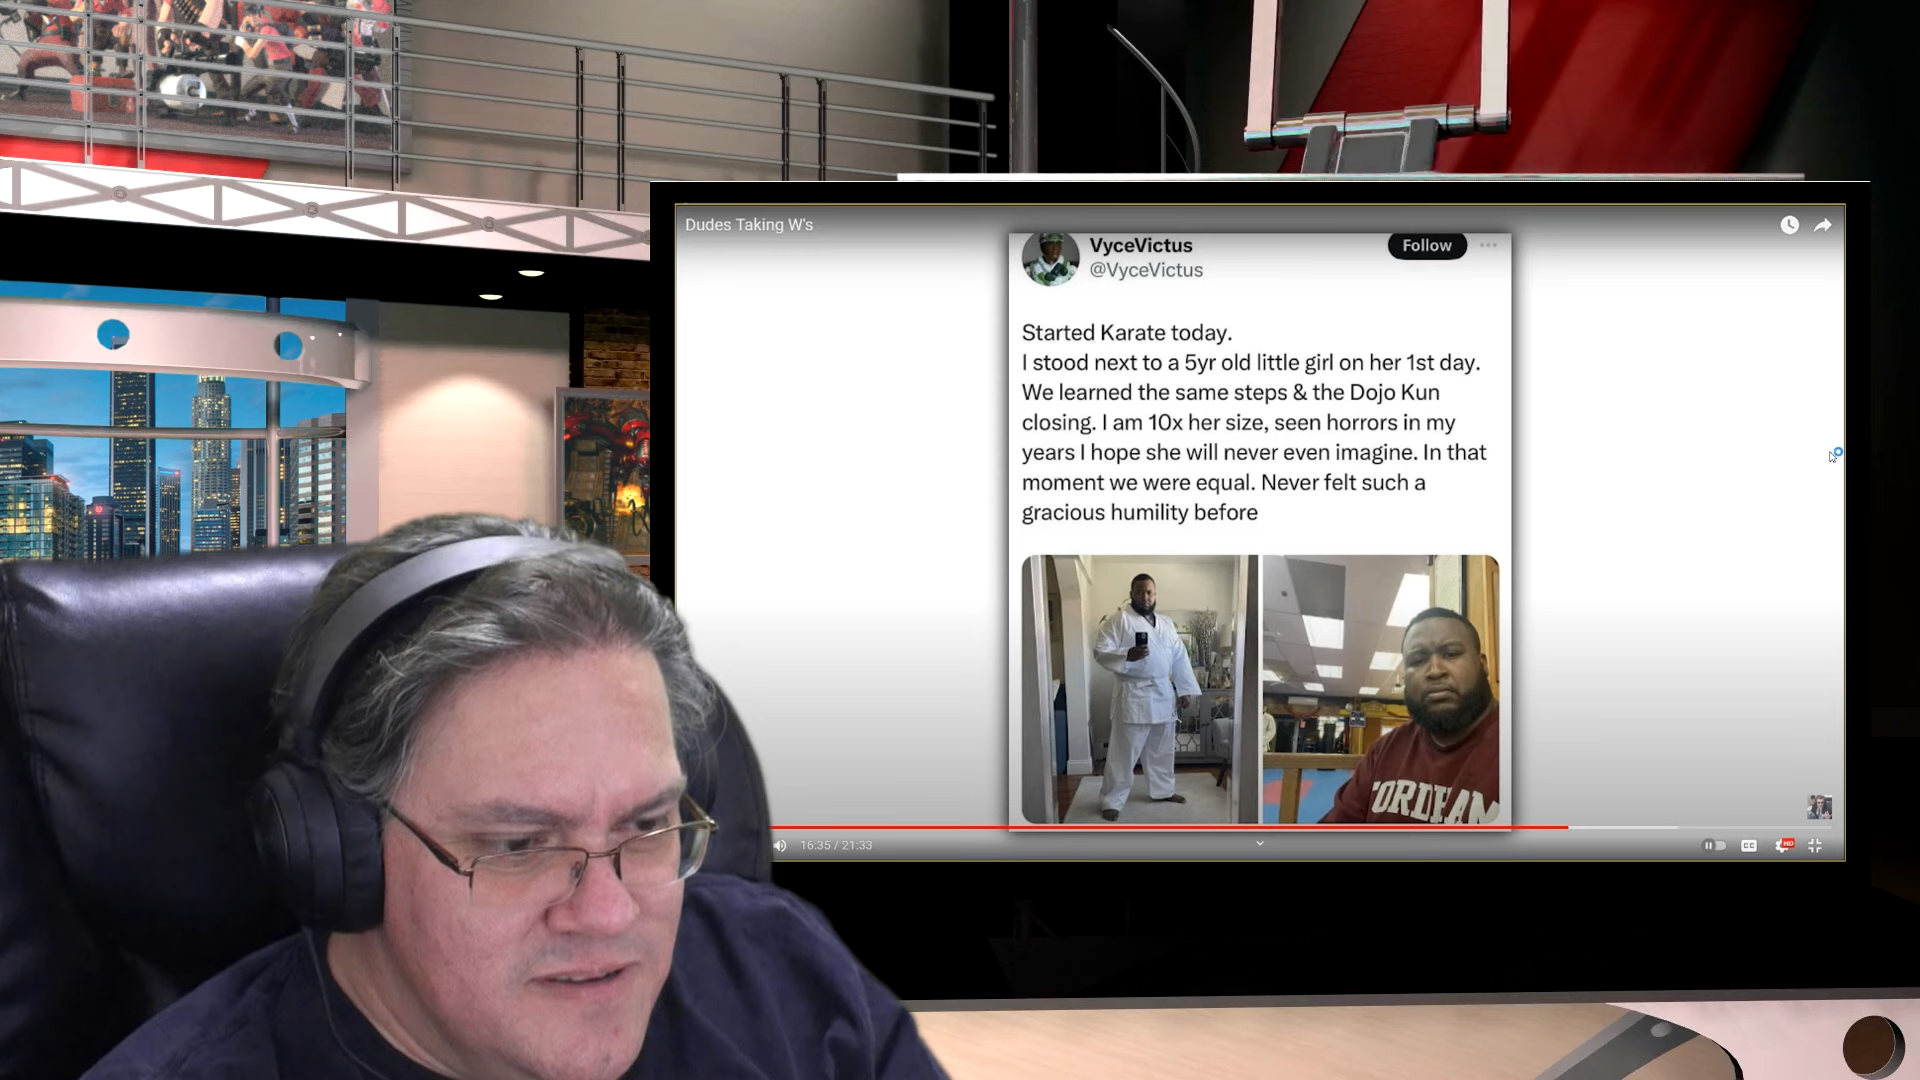 Dudes Taking W's
VyceVictus
Follow
@VyceVictus
Started Karate today.
I stood next to a 5yr old little girl on her 1st day.
We learned the same steps & the Dojo Kun
closing. I am 10x her size, seen horrors in my
years I hope she will never even imagine. In that
moment we were equal. Never felt such a
gracious humility before
FORDHAM
16:35 / 21:33
CC
HD